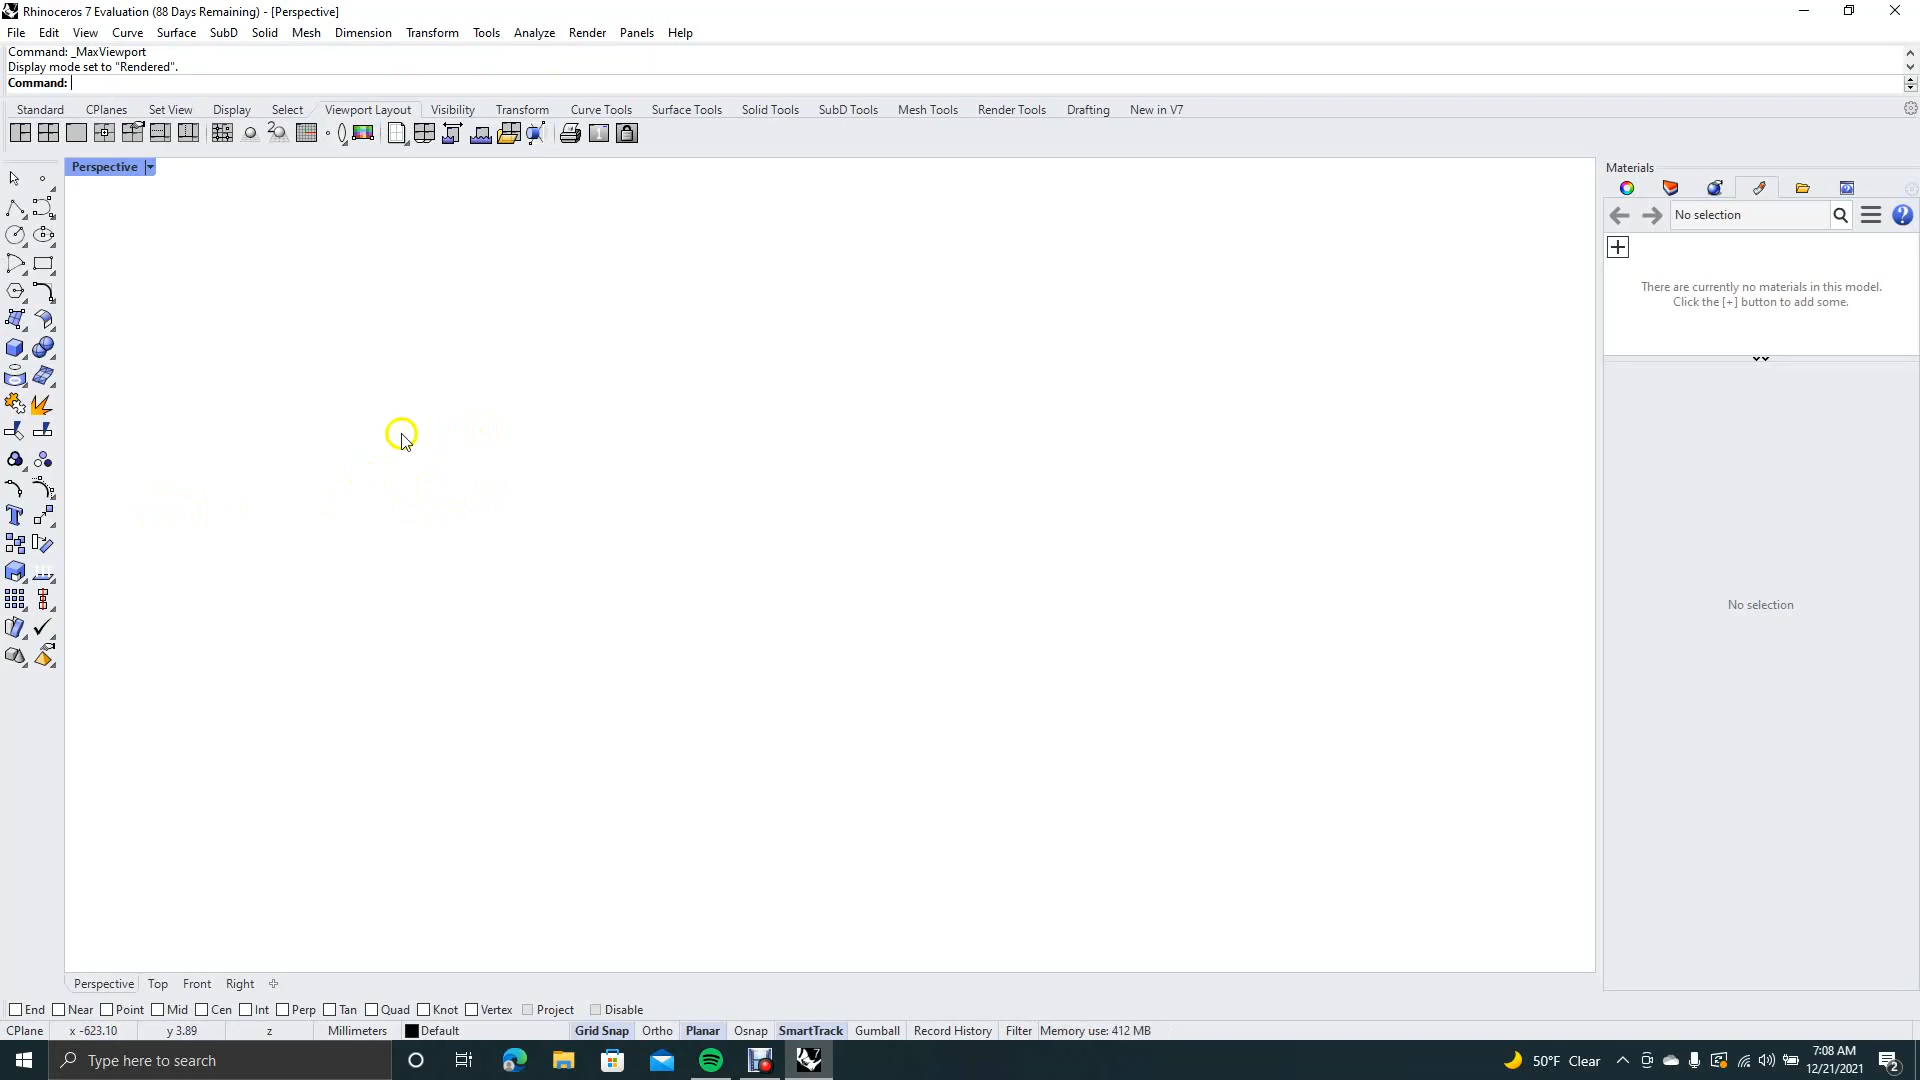 Rhinoceros 7 Evaluation (88 Days Remaining) - [Perspective]
File Edit View Curve Surface SubD Solid Mesh Dimension Transform Tools Analyze Render Panels Help
Command: _MaxViewport
Display mode set to "Rendered".
Command:
Standard CPlanes Set View Display Select Viewport Layout Visibility Transform Curve Tools Surface Tools Solid Tools SubD Tools Mesh Tools Render Tools Drafting New in V7
Perspective
Materials
No selection
There are currently no materials in this model.
Click the [+] button to add some.
No selection
Perspective Top Front Right
End Near Point Mid Cen Int Perp Tan Quad Knot Vertex Project Disable
CPlane x -623.10 y 3.89 z Millimeters Default Grid Snap Ortho Planar Osnap SmartTrack Gumball Record History Filter Memory use: 412 MB
Type here to search
50°F Clear
7:08 AM
12/21/2021
2